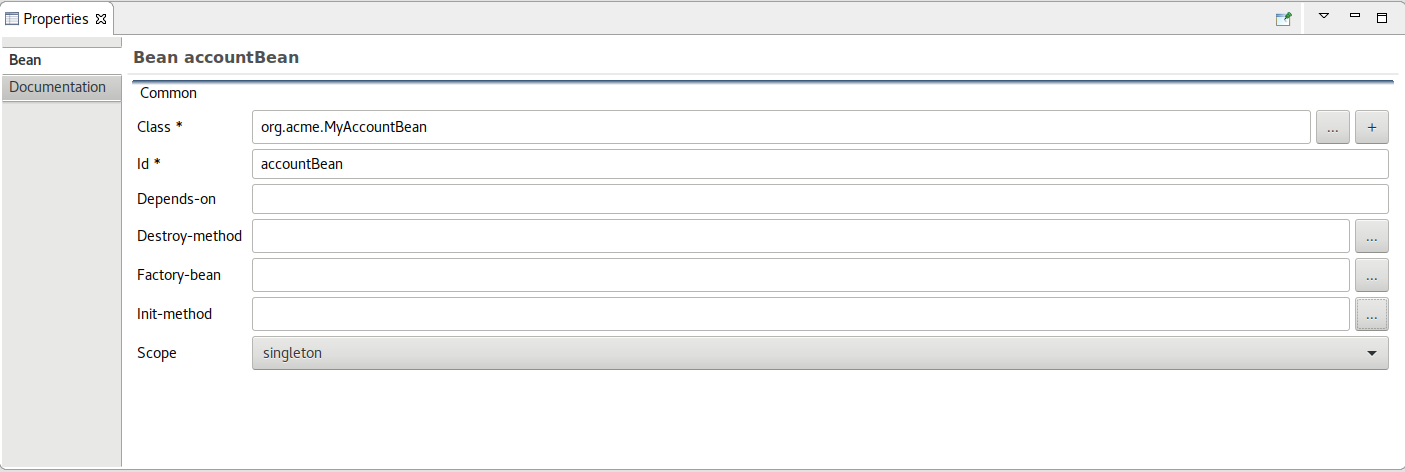 Properties
Bean
Documentation
Bean accountBean
Common
Class * org.acme.MyAccountBean ... +
Id * accountBean
Depends-on
Destroy-method ...
Factory-bean ...
Init-method ...
Scope singleton